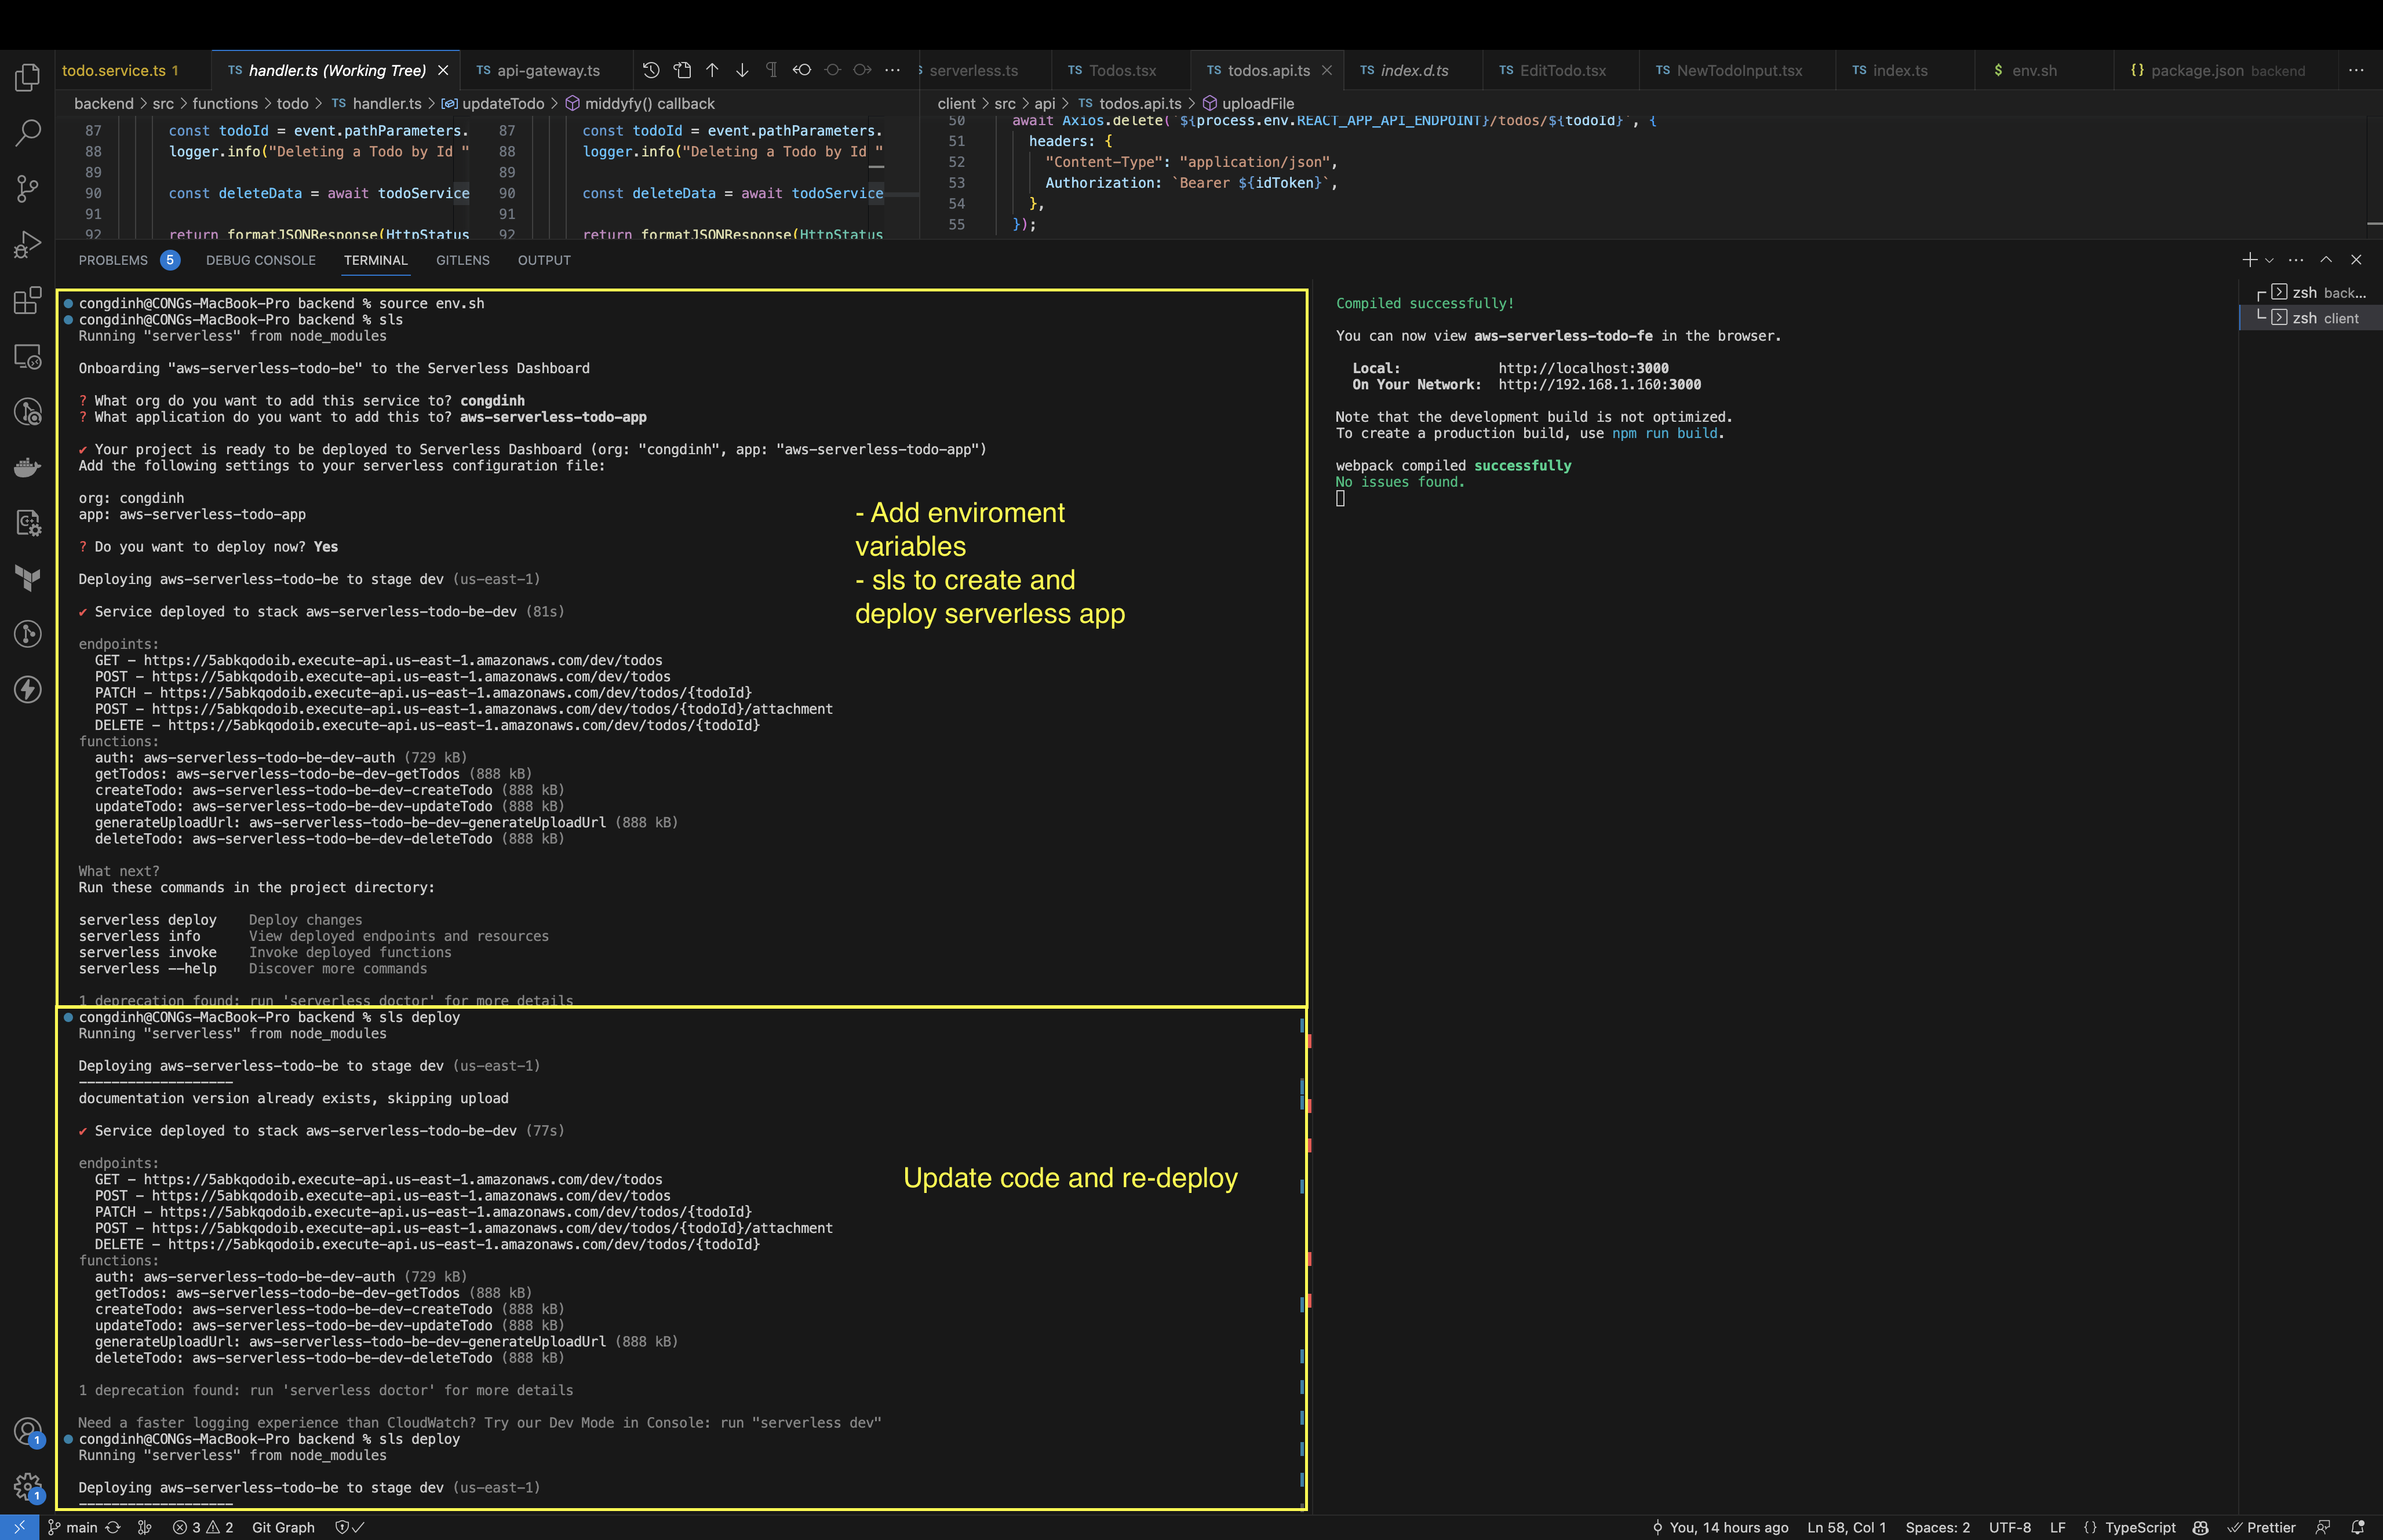 todo.service.ts 1
TS handler.ts (Working Tree)
TS api-gateway.ts
serverless.ts
TS Todos.tsx
TS todos.api.ts
TS index.d.ts
TS EditTodo.tsx
TS NewTodoInput.tsx
TS index.ts
$ env.sh
{} package.json backend
backend > src > functions > todo > TS handler.ts > updateTodo > middyfy() callback
client > src > api > TS todos.api.ts > uploadFile
87 const todoId = event.pathParameters.
88 logger.info("Deleting a Todo by Id "
89
90 const deleteData = await todoService
91
92 return formatJSONResponse(HttpStatus
87 const todoId = event.pathParameters.
88 logger.info("Deleting a Todo by Id "
89
90 const deleteData = await todoService
91
92 return formatJSONResponse(HttpStatus
50 await Axios.delete(`${process.env.REACT_APP_API_ENDPOINT}/todos/${todoId}`, {
51 headers: {
52 "Content-Type": "application/json",
53 Authorization: `Bearer ${idToken}`,
54 },
55 });
PROBLEMS 5 DEBUG CONSOLE TERMINAL GITLENS OUTPUT
congdinh@CONGs-MacBook-Pro backend % source env.sh
congdinh@CONGs-MacBook-Pro backend % sls
Running "serverless" from node_modules
Onboarding "aws-serverless-todo-be" to the Serverless Dashboard
? What org do you want to add this service to? congdinh
? What application do you want to add this to? aws-serverless-todo-app
✔ Your project is ready to be deployed to Serverless Dashboard (org: "congdinh", app: "aws-serverless-todo-app")
Add the following settings to your serverless configuration file:
org: congdinh
app: aws-serverless-todo-app
? Do you want to deploy now? Yes
Deploying aws-serverless-todo-be to stage dev (us-east-1)
✔ Service deployed to stack aws-serverless-todo-be-dev (81s)
endpoints:
GET - https://5abkqodoib.execute-api.us-east-1.amazonaws.com/dev/todos
POST - https://5abkqodoib.execute-api.us-east-1.amazonaws.com/dev/todos
PATCH - https://5abkqodoib.execute-api.us-east-1.amazonaws.com/dev/todos/{todoId}
POST - https://5abkqodoib.execute-api.us-east-1.amazonaws.com/dev/todos/{todoId}/attachment
DELETE - https://5abkqodoib.execute-api.us-east-1.amazonaws.com/dev/todos/{todoId}
functions:
auth: aws-serverless-todo-be-dev-auth (729 kB)
getTodos: aws-serverless-todo-be-dev-getTodos (888 kB)
createTodo: aws-serverless-todo-be-dev-createTodo (888 kB)
updateTodo: aws-serverless-todo-be-dev-updateTodo (888 kB)
generateUploadUrl: aws-serverless-todo-be-dev-generateUploadUrl (888 kB)
deleteTodo: aws-serverless-todo-be-dev-deleteTodo (888 kB)
What next?
Run these commands in the project directory:
serverless deploy Deploy changes
serverless info View deployed endpoints and resources
serverless invoke Invoke deployed functions
serverless --help Discover more commands
1 deprecation found: run 'serverless doctor' for more details
- Add enviroment
variables
- sls to create and
deploy serverless app
congdinh@CONGs-MacBook-Pro backend % sls deploy
Running "serverless" from node_modules
Deploying aws-serverless-todo-be to stage dev (us-east-1)
-------------------
documentation version already exists, skipping upload
✔ Service deployed to stack aws-serverless-todo-be-dev (77s)
endpoints:
GET - https://5abkqodoib.execute-api.us-east-1.amazonaws.com/dev/todos
POST - https://5abkqodoib.execute-api.us-east-1.amazonaws.com/dev/todos
PATCH - https://5abkqodoib.execute-api.us-east-1.amazonaws.com/dev/todos/{todoId}
POST - https://5abkqodoib.execute-api.us-east-1.amazonaws.com/dev/todos/{todoId}/attachment
DELETE - https://5abkqodoib.execute-api.us-east-1.amazonaws.com/dev/todos/{todoId}
functions:
auth: aws-serverless-todo-be-dev-auth (729 kB)
getTodos: aws-serverless-todo-be-dev-getTodos (888 kB)
createTodo: aws-serverless-todo-be-dev-createTodo (888 kB)
updateTodo: aws-serverless-todo-be-dev-updateTodo (888 kB)
generateUploadUrl: aws-serverless-todo-be-dev-generateUploadUrl (888 kB)
deleteTodo: aws-serverless-todo-be-dev-deleteTodo (888 kB)
1 deprecation found: run 'serverless doctor' for more details
Need a faster logging experience than CloudWatch? Try our Dev Mode in Console: run "serverless dev"
congdinh@CONGs-MacBook-Pro backend % sls deploy
Running "serverless" from node_modules
Deploying aws-serverless-todo-be to stage dev (us-east-1)
-------------------
Update code and re-deploy
Compiled successfully!
You can now view aws-serverless-todo-fe in the browser.
Local: http://localhost:3000
On Your Network: http://192.168.1.160:3000
Note that the development build is not optimized.
To create a production build, use npm run build.
webpack compiled successfully
No issues found.
zsh back...
zsh client
1
1
main 3 2 Git Graph
You, 14 hours ago Ln 58, Col 1 Spaces: 2 UTF-8 LF {} TypeScript Prettier